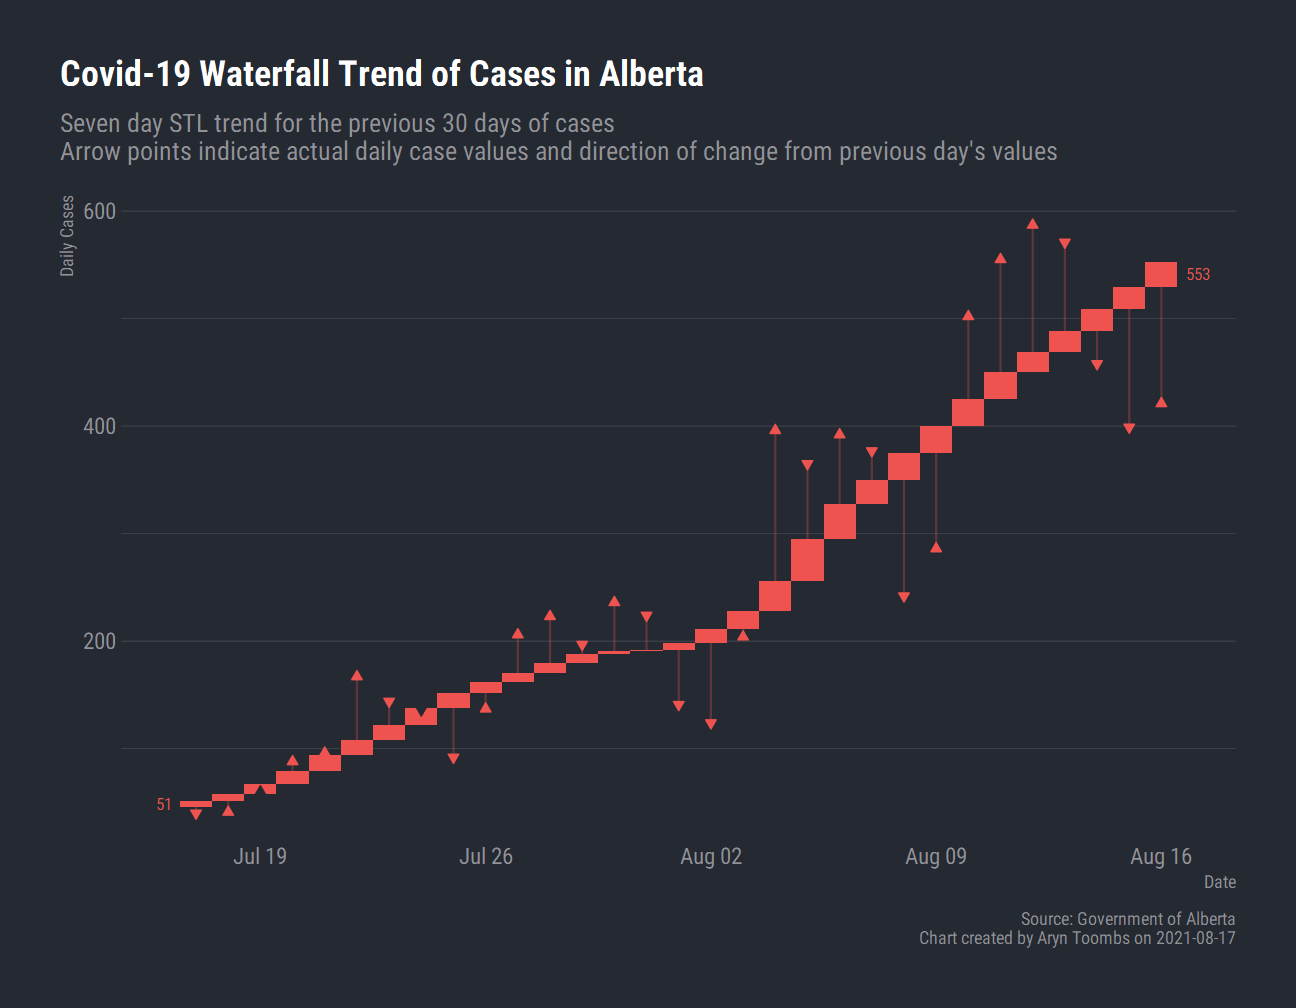 Covid-19 Waterfall Trend of Cases in Alberta
Seven day STL trend for the previous 30 days of cases
Arrow points indicate actual daily case values and direction of change from previous day's values
Daily Cases
600
400
200
553
51
Jul 19
Jul 26
Aug 02
Aug 09
Aug 16
Date
Source: Government of Alberta
Chart created by Aryn Toombs on 2021-08-17